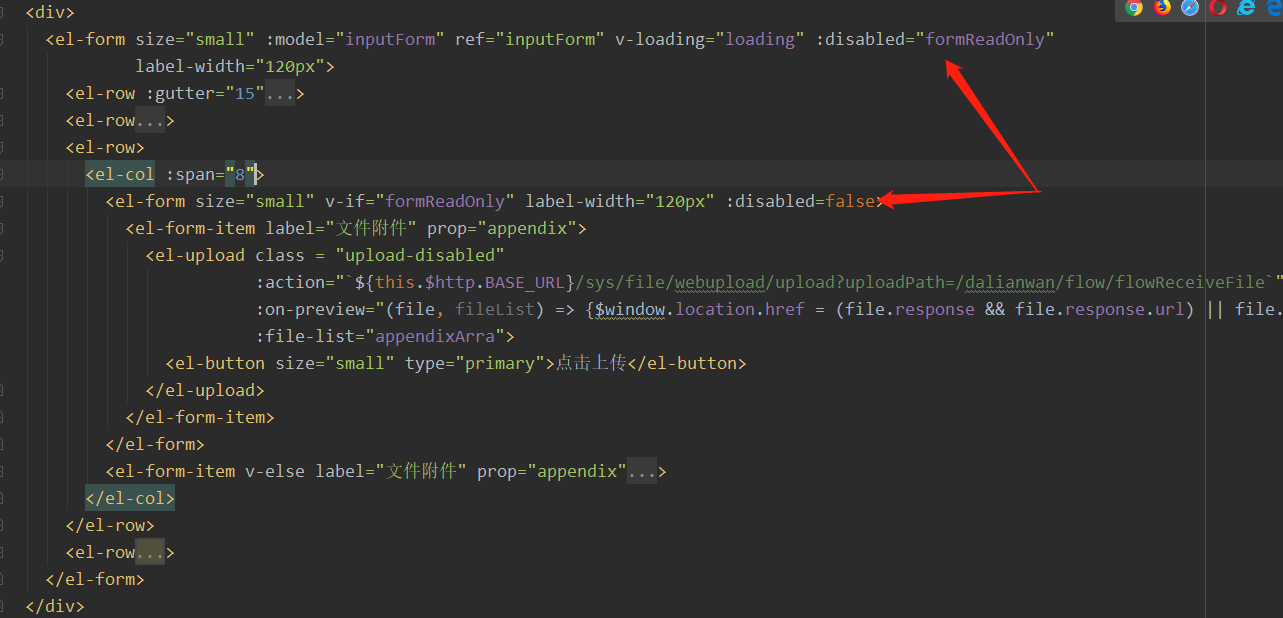 <div>
<el-form size="small" :model="inputForm" ref="inputForm" v-loading="loading" :disabled="formReadOnly"
label-width="120px">
<el-row :gutter="15"...>
<el-row...>
<el-row>
<el-col :span="8">
<el-form size="small" v-if="formReadOnly" label-width="120px" :disabled=false>
<el-form-item label="文件附件" prop="appendix">
<el-upload class = "upload-disabled"
:action="`${this.$http.BASE_URL}/sys/file/webupload/upload?uploadPath=/dalianwan/flow/flowReceiveFile`"
:on-preview="(file, fileList) => {$window.location.href = (file.response && file.response.url) || file.
:file-list="appendixArra">
<el-button size="small" type="primary">点击上传</el-button>
</el-upload>
</el-form-item>
</el-form>
<el-form-item v-else label="文件附件" prop="appendix"...>
</el-col>
</el-row>
<el-row...>
</el-form>
</div>